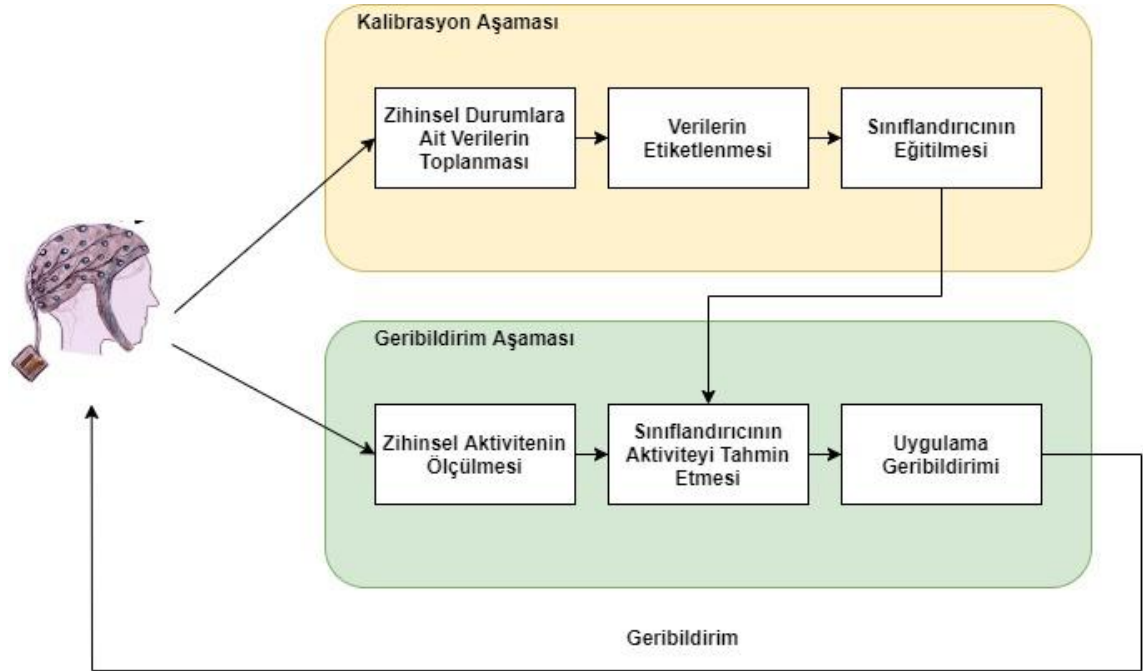 Kalibrasyon Aşaması
Zihinsel Durumlara
Ait Verilerin
Toplanması
Verilerin
Etiketlenmesi
Sınıflandırıcının
Eğitilmesi
Geribildirim Aşaması
Zihinsel Aktivitenin
Ölçülmesi
Sınıflandırıcının
Aktiviteyi Tahmin
Etmesi
Uygulama
Geribildirimi
Geribildirim